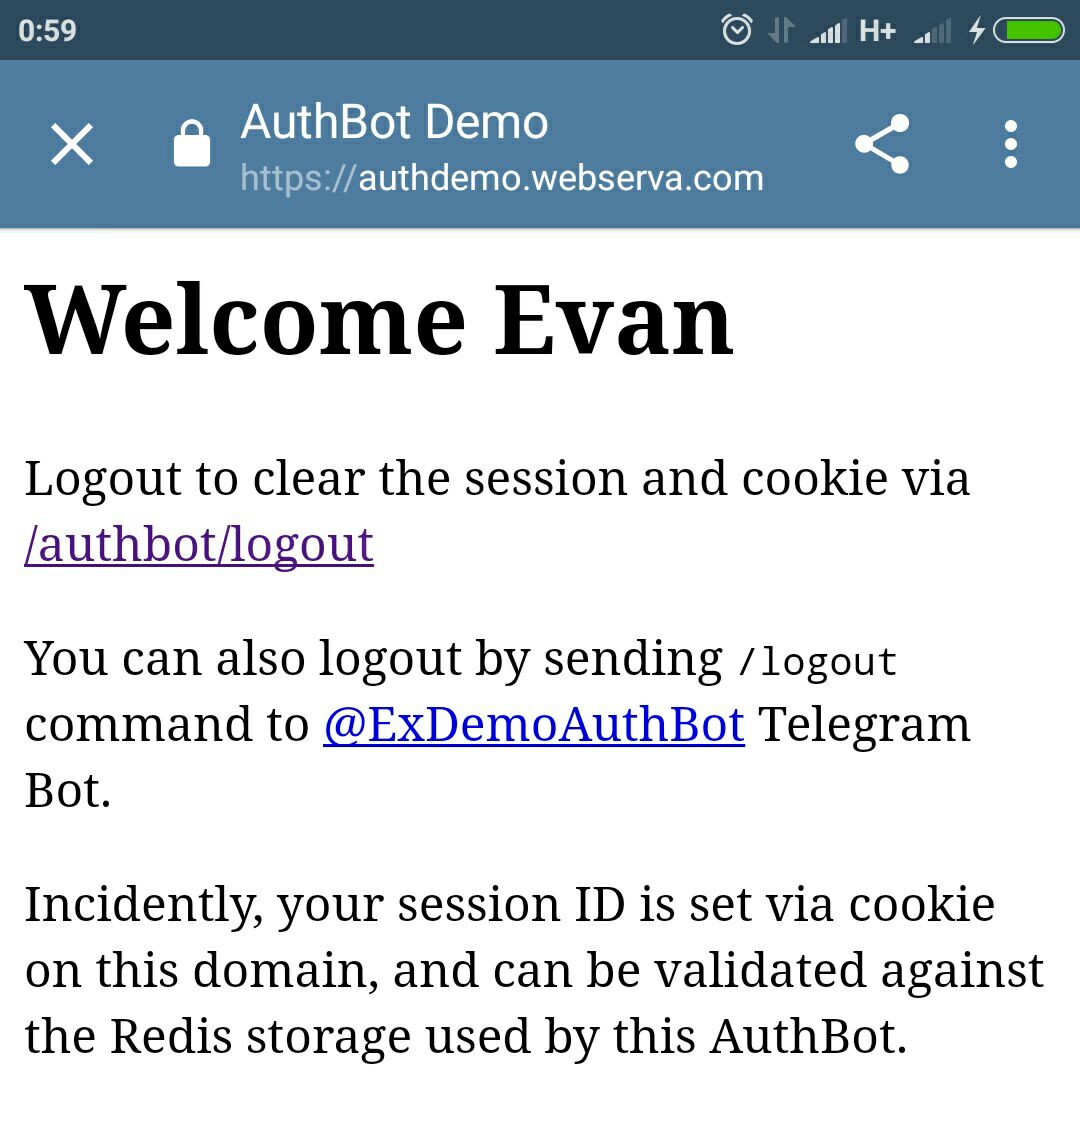 0:59
H+
AuthBot Demo
https://authdemo.webserva.com
Welcome Evan
Logout to clear the session and cookie via
/authbot/logout
You can also logout by sending /logout
command to @ExDemoAuthBot Telegram
Bot.
Incidently, your session ID is set via cookie
on this domain, and can be validated against
the Redis storage used by this AuthBot.